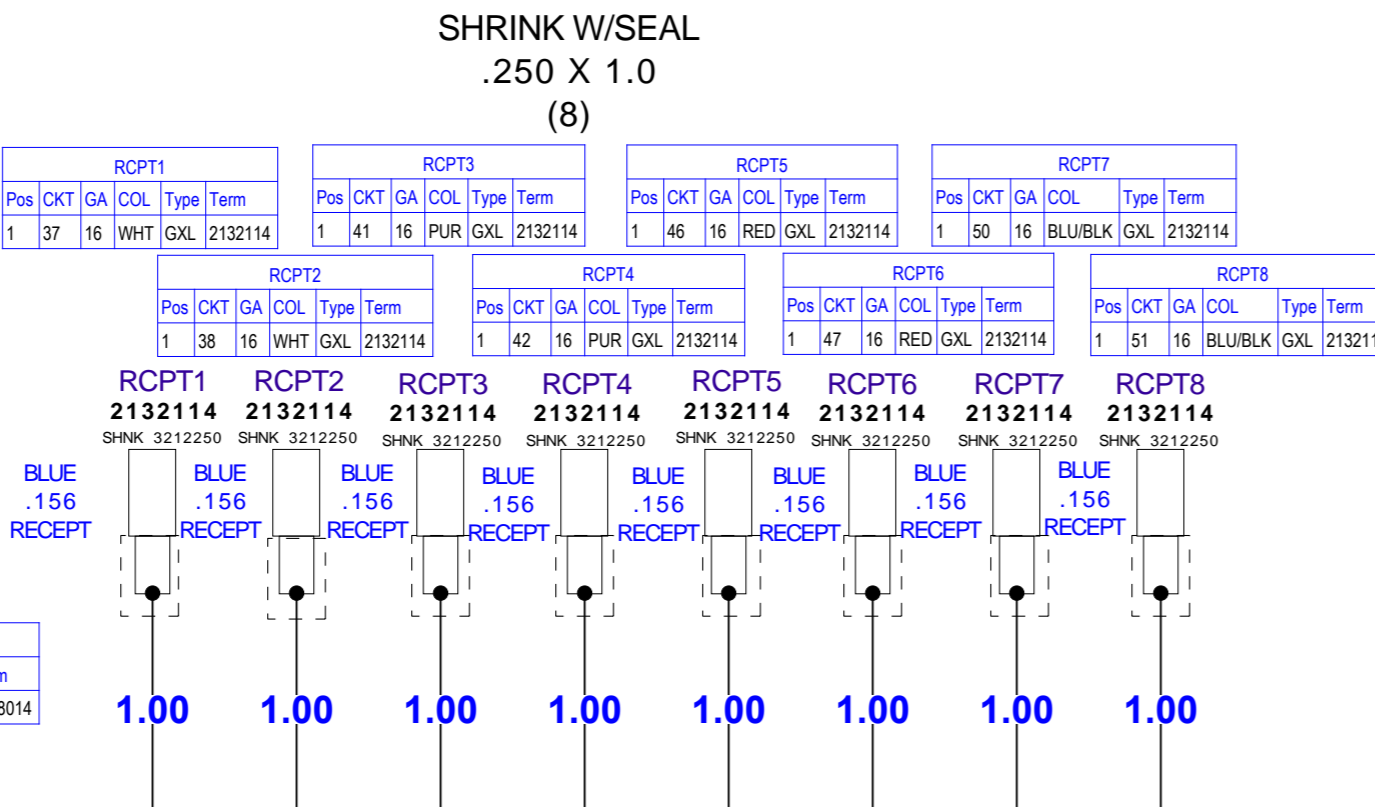 SHRINK W/SEAL
.250 X 1.0
(8)
RCPT1
Pos CKT GA COL Type Term
1 37 16 WHT GXL 2132114
RCPT3
Pos CKT GA COL Type Term
1 41 16 PUR GXL 2132114
RCPT5
Pos CKT GA COL Type Term
1 46 16 RED GXL 2132114
RCPT7
Pos CKT GA COL Type Term
1 50 16 BLU/BLK GXL 2132114
RCPT2
Pos CKT GA COL Type Term
1 38 16 WHT GXL 2132114
RCPT4
Pos CKT GA COL Type Term
1 42 16 PUR GXL 2132114
RCPT6
Pos CKT GA COL Type Term
1 47 16 RED GXL 2132114
RCPT8
Pos CKT GA COL Type Term
1 51 16 BLU/BLK GXL
RCPT1 RCPT2 RCPT3 RCPT4 RCPT5 RCPT6 RCPT7 RCPT8
2132114 2132114 2132114 2132114 2132114 2132114 2132114 2132114
SHNK 3212250 SHNK 3212250 SHNK 3212250 SHNK 3212250 SHNK 3212250 SHNK 3212250 SHNK 3212250 SHNK 3212250
BLUE BLUE BLUE BLUE BLUE BLUE BLUE BLUE
.156 .156 .156 .156 .156 .156 .156 .156
RECEPT RECEPT RECEPT RECEPT RECEPT RECEPT RECEPT RECEPT
8014
1.00 1.00 1.00 1.00 1.00 1.00 1.00 1.00